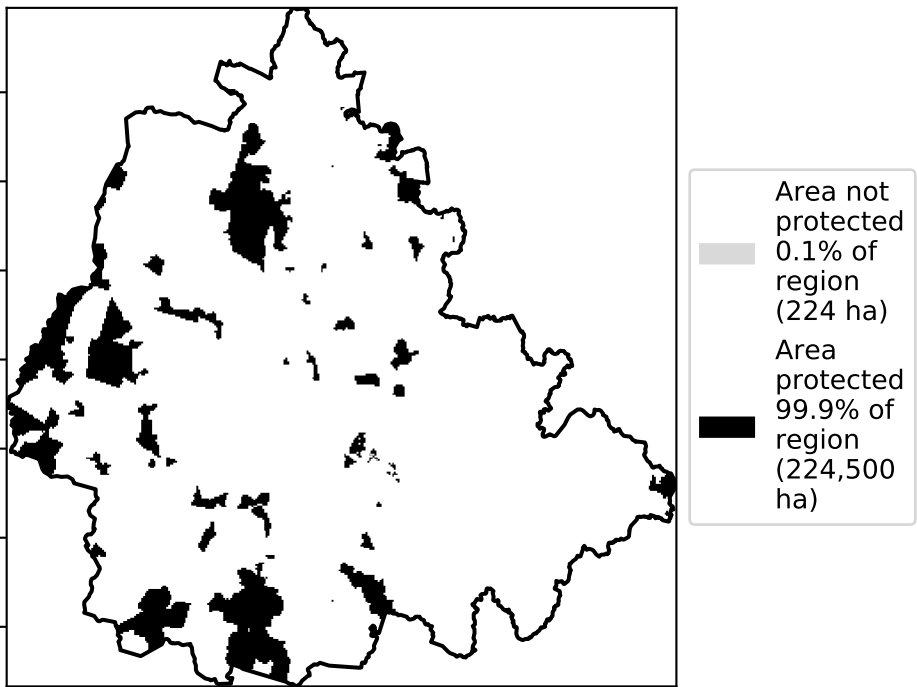 Area not
protected
0.1% of
region
(224 ha)
Area
protected
99.9% of
region
(224,500
ha)